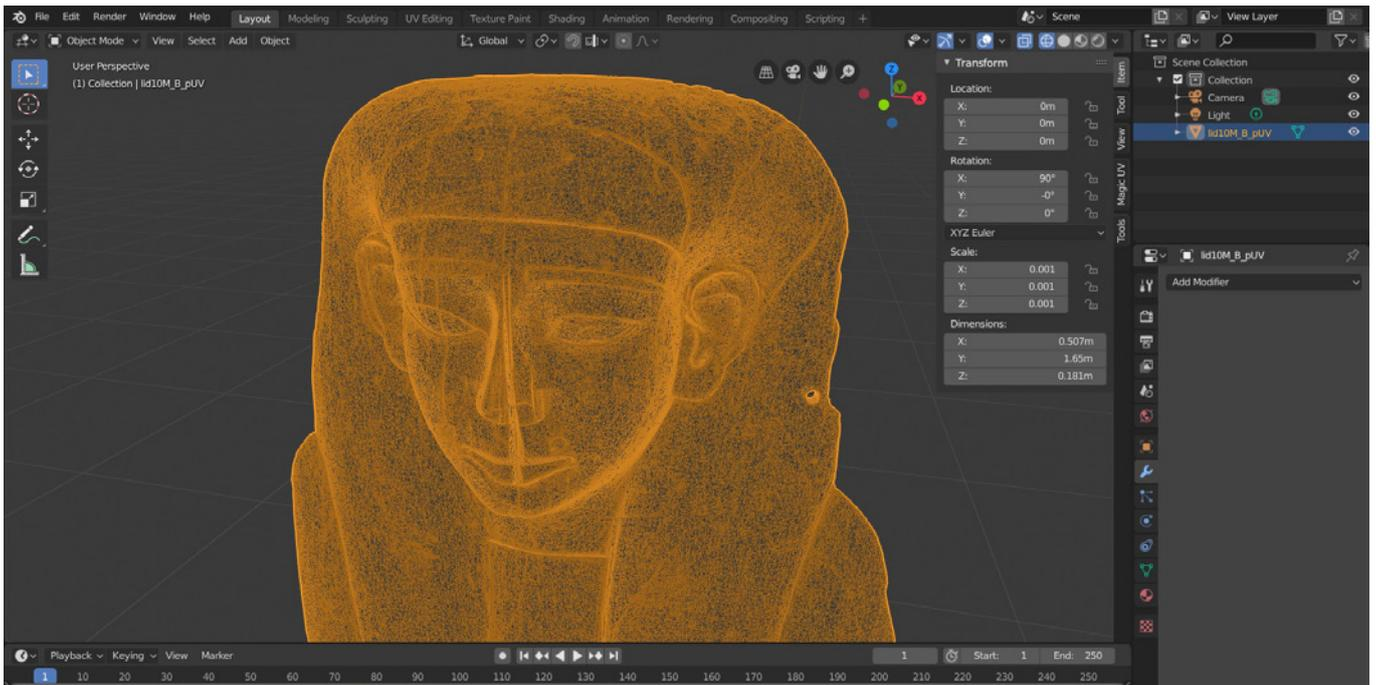 File Edit Render Window Help Layout Modeling Sculpting UV Editing Texture Paint Shading Animation Rendering Compositing Scripting + Scene View Layer
Object Mode View Select Add Object Global
User Perspective
(1) Collection | lid10M_B_pUV
Z
Y
X
Transform
Location:
X: 0m
Y: 0m
Z: 0m
Rotation:
X: 90°
Y: -0°
Z: 0°
XYZ Euler
Scale:
X: 0.001
Y: 0.001
Z: 0.001
Dimensions:
X: 0.507m
Y: 1.65m
Z: 0.181m
Item
Tool
View
Magic UV
Tools
Scene Collection
Collection
Camera
Light
lid10M_B_pUV
lid10M_B_pUV
Add Modifier
Playback Keying View Marker 1 Start: 1 End: 250
1 10 20 30 40 50 60 70 80 90 100 110 120 130 140 150 160 170 180 190 200 210 220 230 240 250